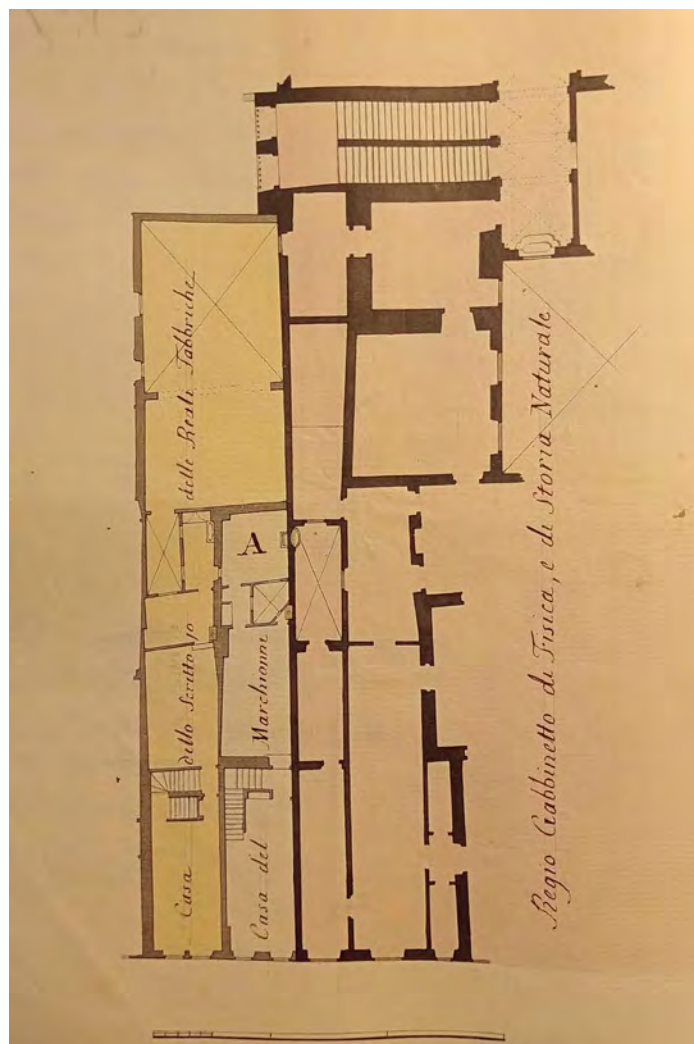 Casa dello Scrittojo delle Reali Fabbriche
Casa del Marchionni
A
Regio Gabbinetto di Fisica, e di Storia Naturale